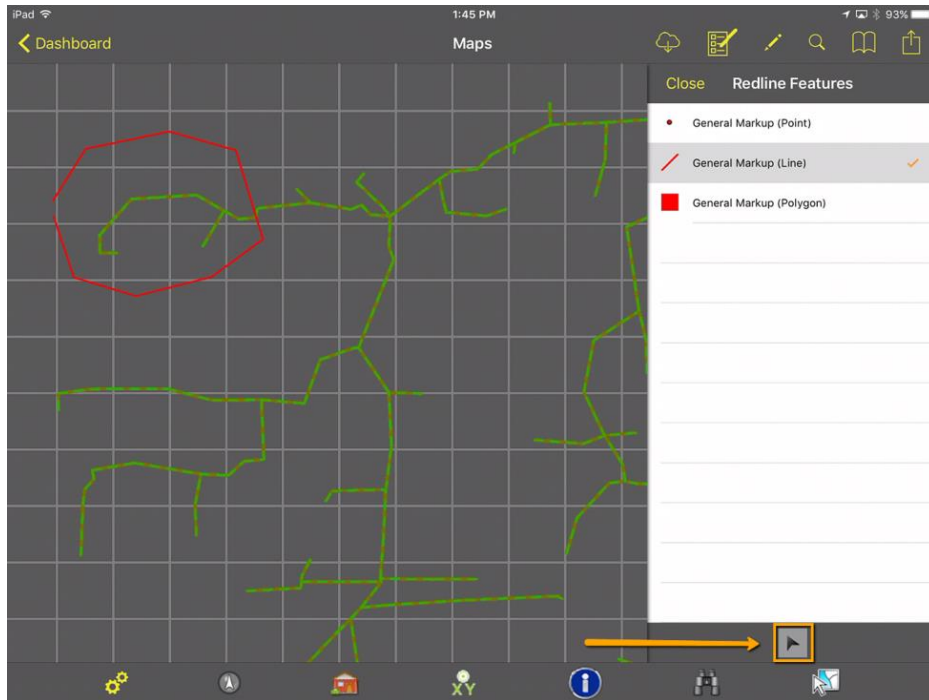 iPad 1:45 PM 93%
Dashboard Maps
Close Redline Features
General Markup (Point)
General Markup (Line)
General Markup (Polygon)
XY
i